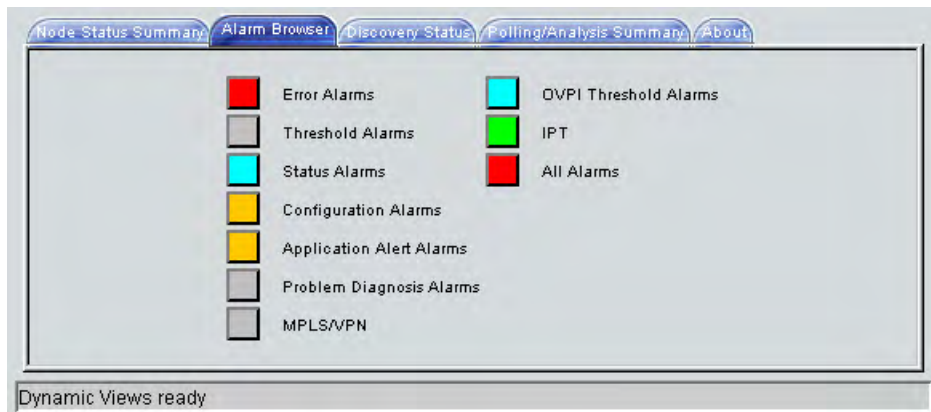 Node Status Summary Alarm Browser Discovery Status Polling/Analysis Summary About
Error Alarms
Threshold Alarms
Status Alarms
Configuration Alarms
Application Alert Alarms
Problem Diagnosis Alarms
MPLS/VPN
OVPI Threshold Alarms
IPT
All Alarms
Dynamic Views ready